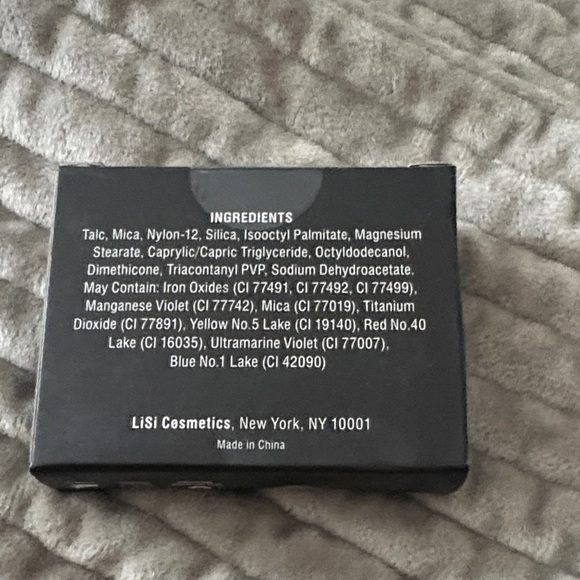 INGREDIENTS
Talc, Mica, Nylon-12, Silica, Isooctyl Palmitate, Magnesium
Stearate, Caprylic/Capric Triglyceride, Octyldodecanol,
Dimethicone, Triacontanyl PVP, Sodium Dehydroacetate.
May Contain: Iron Oxides (CI 77491, CI 77492, CI 77499),
Manganese Violet (CI 77742), Mica (CI 77019), Titanium
Dioxide (CI 77891), Yellow No.5 Lake (CI 19140), Red No.40
Lake (CI 16035), Ultramarine Violet (CI 77007),
Blue No.1 Lake (CI 42090)
LiSi Cosmetics, New York, NY 10001
Made in China